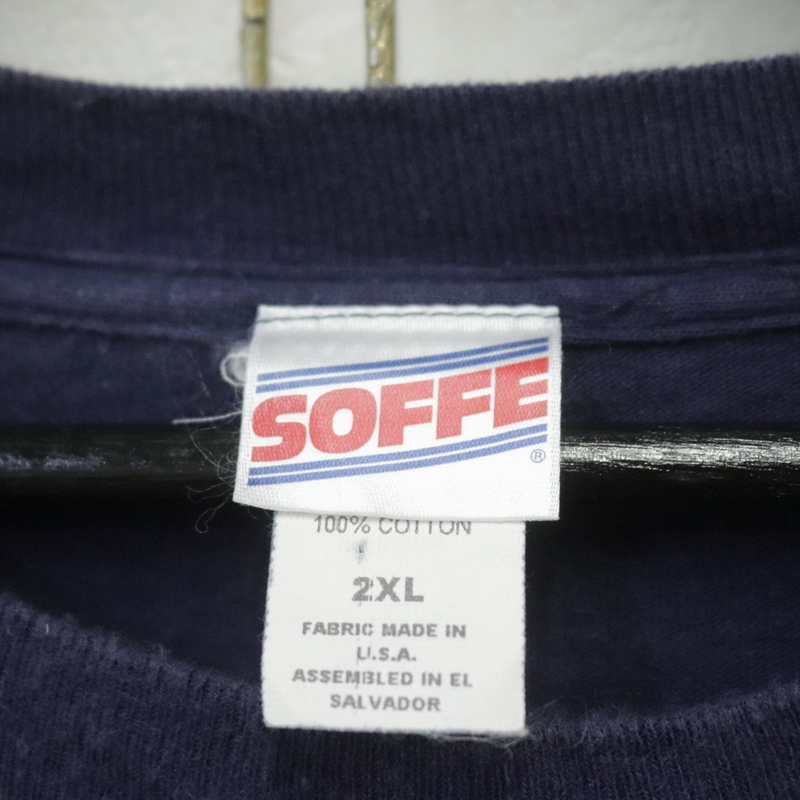 SOFFE
®
100% COTTON
2XL
FABRIC MADE IN
U.S.A.
ASSEMBLED IN EL
SALVADOR